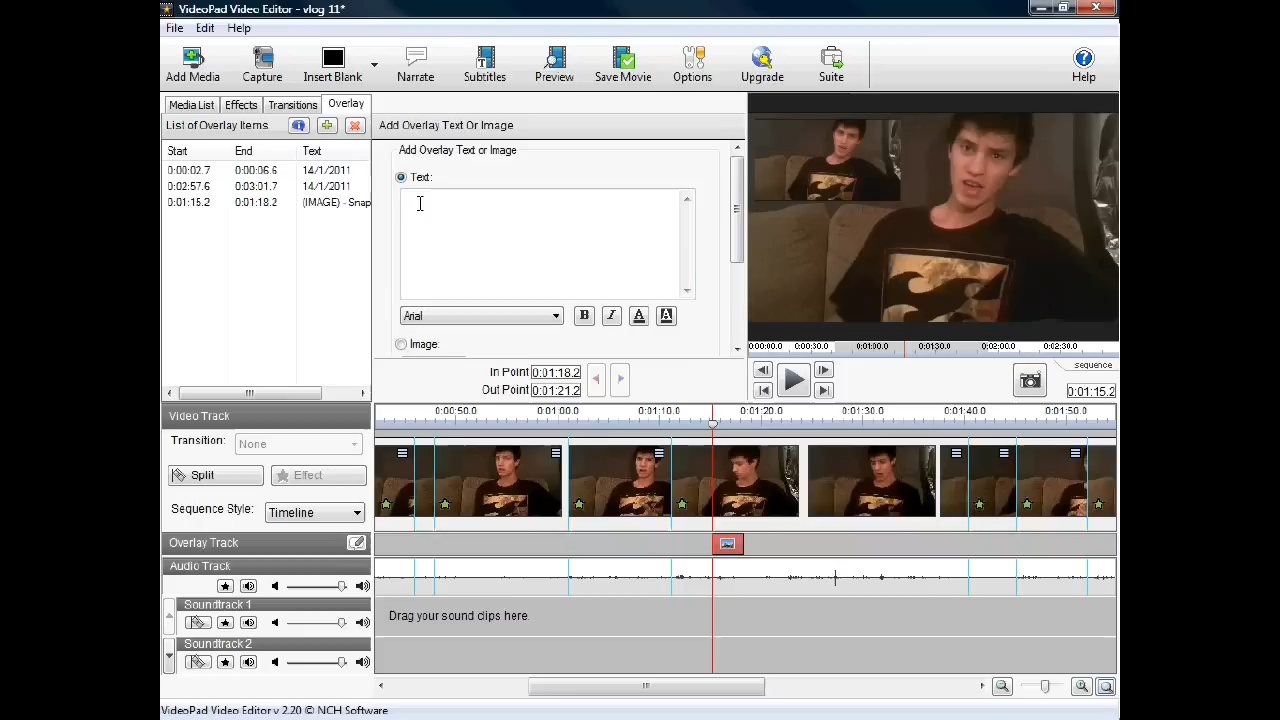 VideoPad Video Editor - vlog 11*
File Edit Help
Add Media Capture Insert Blank Narrate Subtitles Preview Save Movie Options Upgrade Suite Help
Media List Effects Transitions Overlay
List of Overlay Items
Add Overlay Text Or Image
Start End Text
0:00:02.7 0:00:06.6 14/1/2011
0:02:57.6 0:03:01.7 14/1/2011
0:01:15.2 0:01:18.2 (IMAGE) - Snap
Add Overlay Text or Image
Text:
Arial B I A A
Image:
In Point 0:01:18.2
Out Point 0:01:21.2
0:00:00.0 0:00:30.0 0:01:00.0 0:01:30.0 0:02:00.0 0:02:30.0
sequence
0:01:15.2
Video Track
0:00:50.0 0:01:00.0 0:01:10.0 0:01:20.0 0:01:30.0 0:01:40.0 0:01:50.0
Transition: None
Split Effect
Sequence Style: Timeline
Overlay Track
Audio Track
Soundtrack 1
Drag your sound clips here.
Soundtrack 2
VideoPad Video Editor v 2.20 © NCH Software